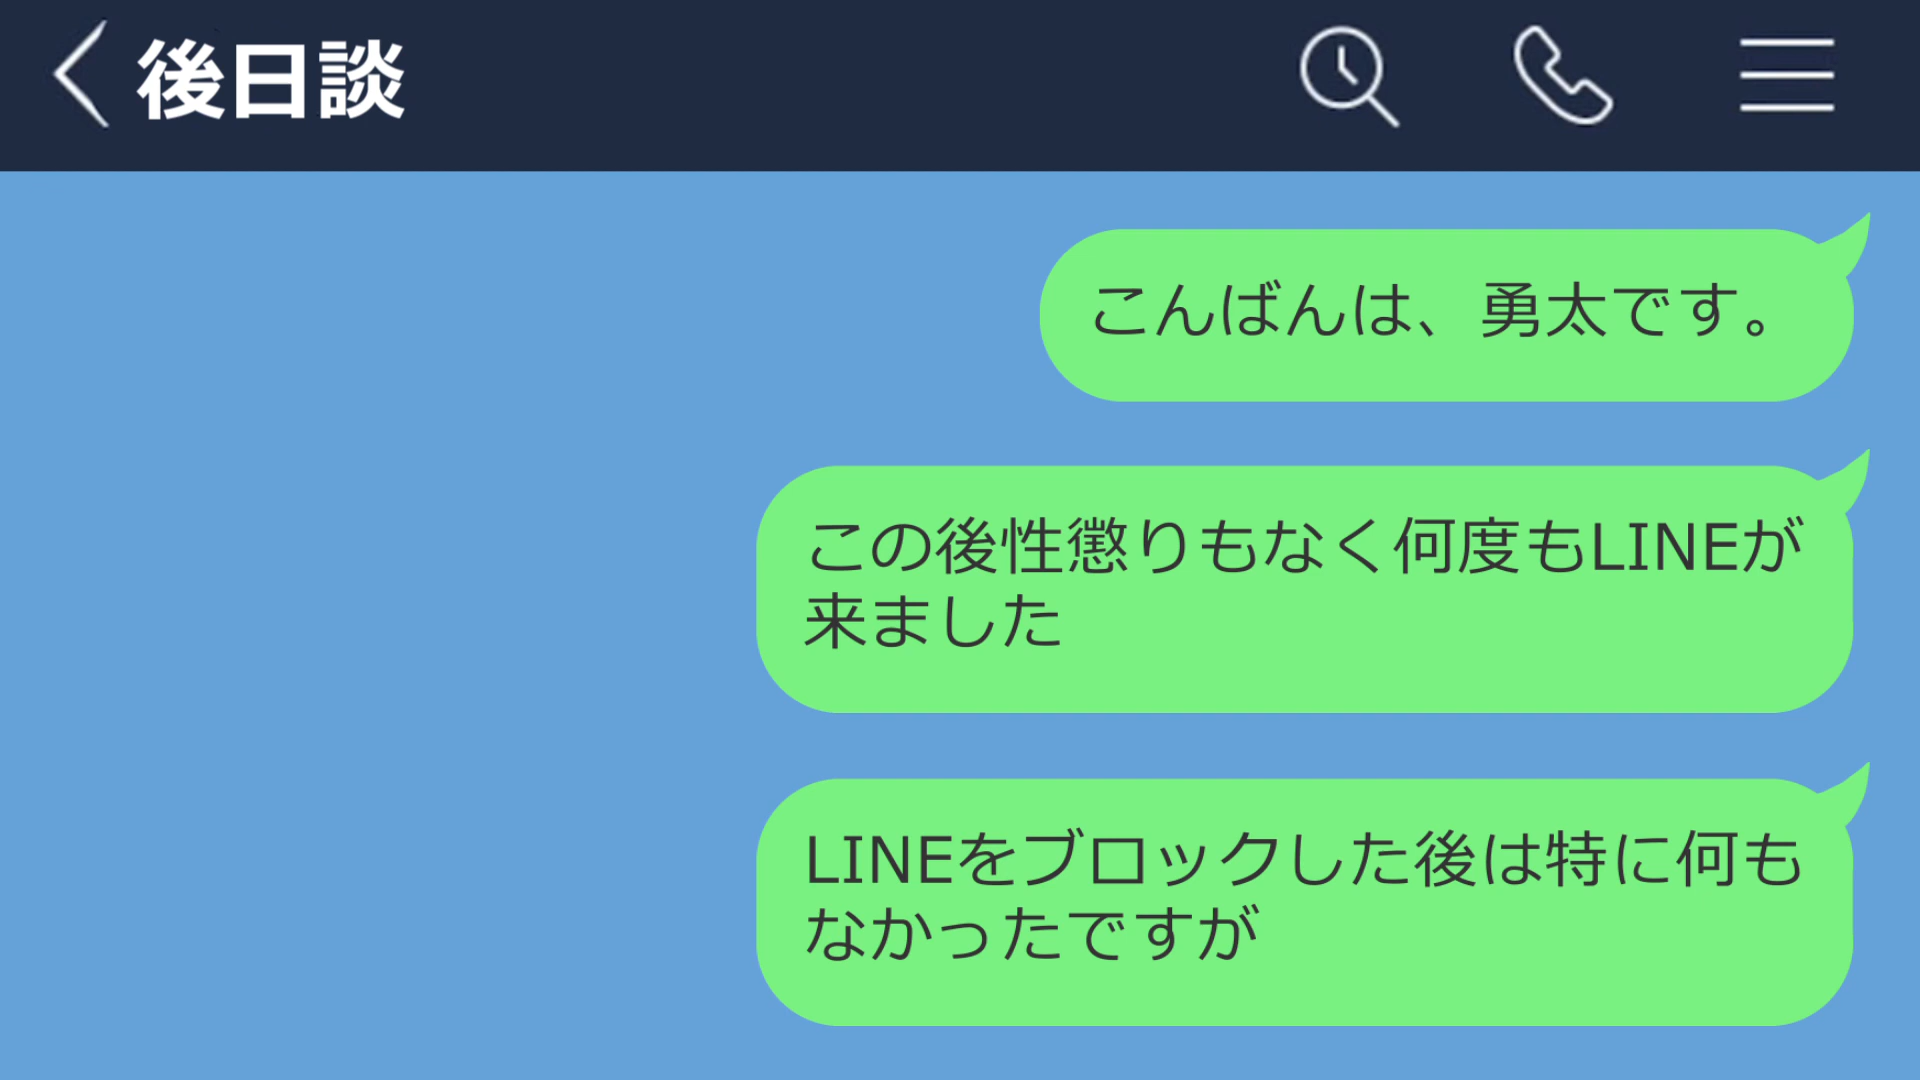 後日談
こんばんは、勇太です。
この後性懲りもなく何度もLINEが
来ました
LINEをブロックした後は特に何も
なかったですが